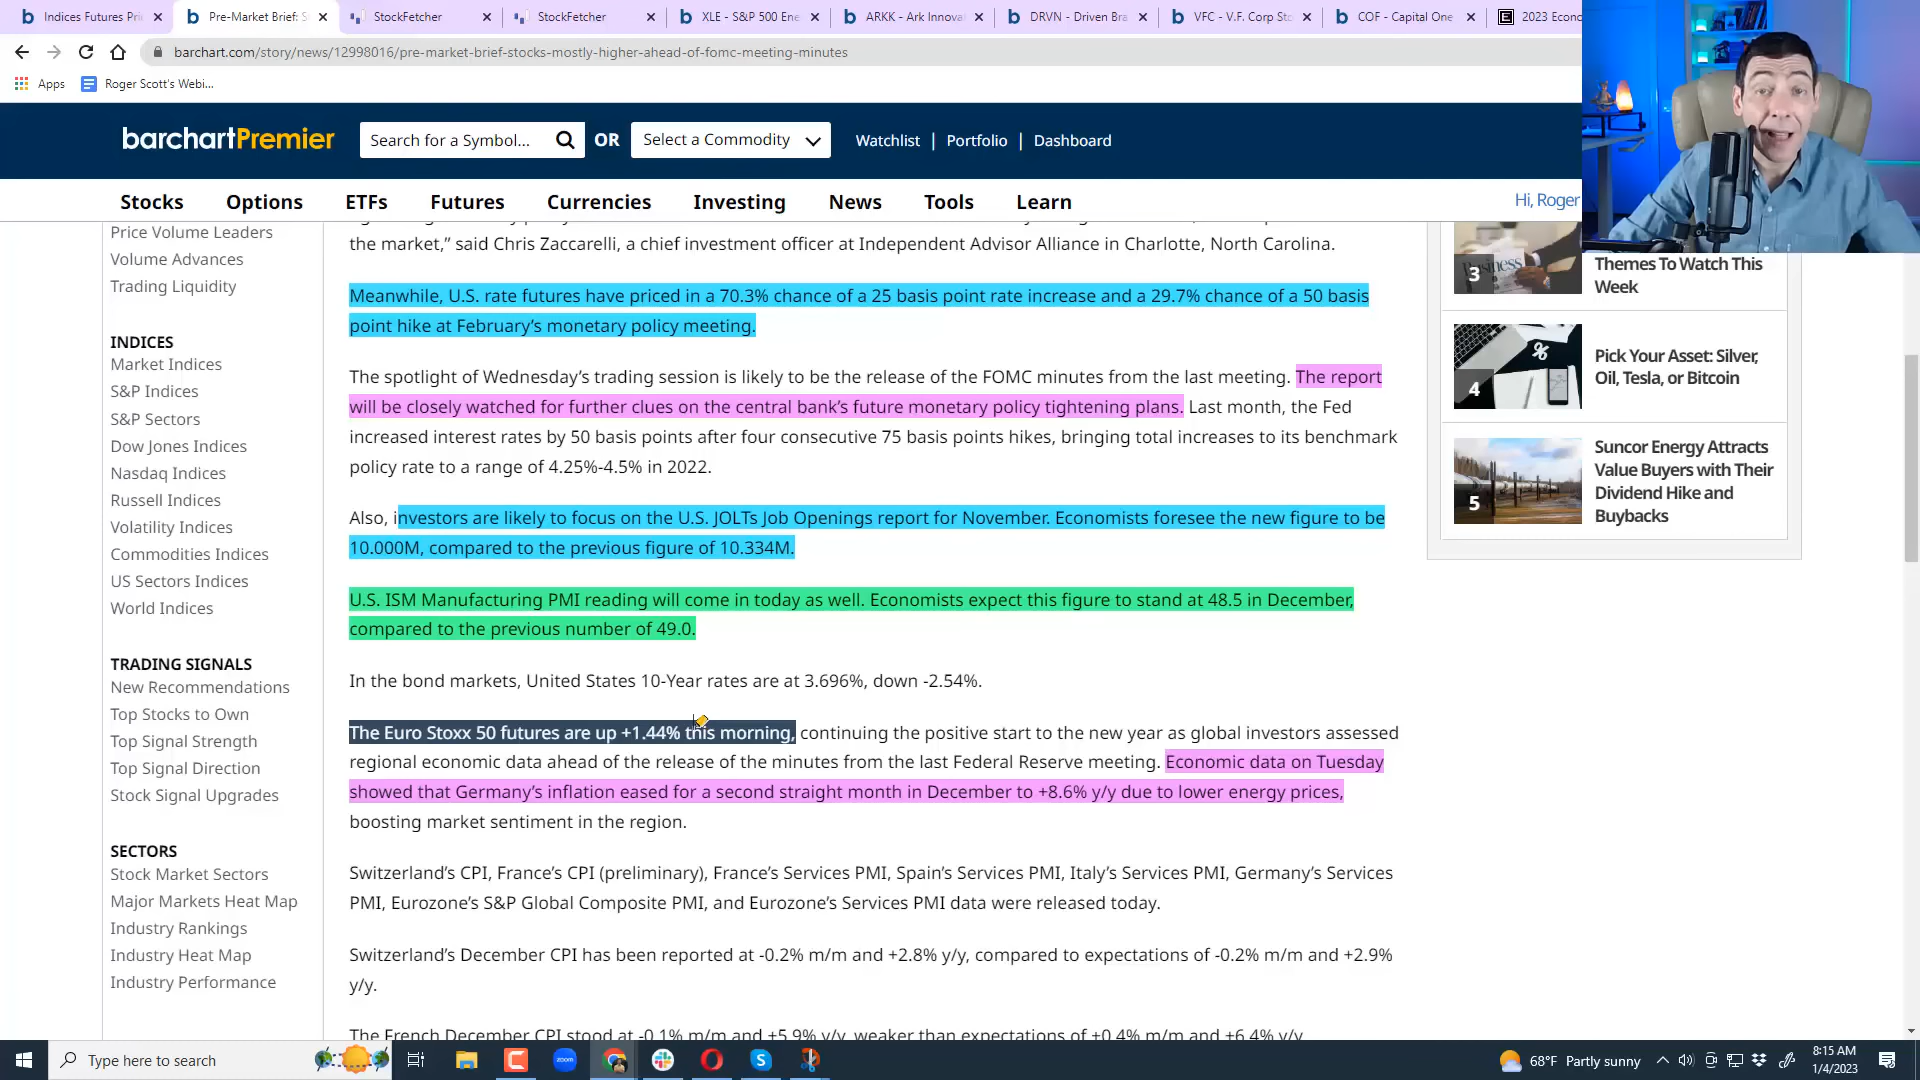 Indices Futures Pri
Pre-Market Brief: S
StockFetcher
StockFetcher
XLE - S&P 500 Ene
ARKK - Ark Innova
DRVN - Driven Bra
VFC - V.F. Corp Sto
COF - Capital One
2023 Econo
barchart.com/story/news/12998016/pre-market-brief-stocks-mostly-higher-ahead-of-fomc-meeting-minutes
Apps
Roger Scott's Webi...
barchartPremier
Search for a Symbol...
OR
Select a Commodity
Watchlist | Portfolio | Dashboard
Stocks
Options
ETFs
Futures
Currencies
Investing
News
Tools
Learn
Hi, Roger
Price Volume Leaders
Volume Advances
Trading Liquidity
INDICES
Market Indices
S&P Indices
S&P Sectors
Dow Jones Indices
Nasdaq Indices
Russell Indices
Volatility Indices
Commodities Indices
US Sectors Indices
World Indices
TRADING SIGNALS
New Recommendations
Top Stocks to Own
Top Signal Strength
Top Signal Direction
Stock Signal Upgrades
SECTORS
Stock Market Sectors
Major Markets Heat Map
Industry Rankings
Industry Heat Map
Industry Performance
the market,” said Chris Zaccarelli, a chief investment officer at Independent Advisor Alliance in Charlotte, North Carolina.
Meanwhile, U.S. rate futures have priced in a 70.3% chance of a 25 basis point rate increase and a 29.7% chance of a 50 basis
point hike at February’s monetary policy meeting.
The spotlight of Wednesday’s trading session is likely to be the release of the FOMC minutes from the last meeting. The report
will be closely watched for further clues on the central bank’s future monetary policy tightening plans. Last month, the Fed
increased interest rates by 50 basis points after four consecutive 75 basis points hikes, bringing total increases to its benchmark
policy rate to a range of 4.25%-4.5% in 2022.
Also, investors are likely to focus on the U.S. JOLTs Job Openings report for November. Economists foresee the new figure to be
10.000M, compared to the previous figure of 10.334M.
U.S. ISM Manufacturing PMI reading will come in today as well. Economists expect this figure to stand at 48.5 in December,
compared to the previous number of 49.0.
In the bond markets, United States 10-Year rates are at 3.696%, down -2.54%.
The Euro Stoxx 50 futures are up +1.44% this morning, continuing the positive start to the new year as global investors assessed
regional economic data ahead of the release of the minutes from the last Federal Reserve meeting. Economic data on Tuesday
showed that Germany’s inflation eased for a second straight month in December to +8.6% y/y due to lower energy prices,
boosting market sentiment in the region.
Switzerland’s CPI, France’s CPI (preliminary), France’s Services PMI, Spain’s Services PMI, Italy’s Services PMI, Germany’s Services
PMI, Eurozone’s S&P Global Composite PMI, and Eurozone’s Services PMI data were released today.
Switzerland’s December CPI has been reported at -0.2% m/m and +2.8% y/y, compared to expectations of -0.2% m/m and +2.9%
y/y.
The French December CPI stood at -0.1% m/m and +5.9% y/y, weaker than expectations of +0.4% m/m and +6.4% y/y.
3
Themes To Watch This
Week
4
Pick Your Asset: Silver,
Oil, Tesla, or Bitcoin
5
Suncor Energy Attracts
Value Buyers with Their
Dividend Hike and
Buybacks
Type here to search
zoom
68°F Partly sunny
8:15 AM
1/4/2023